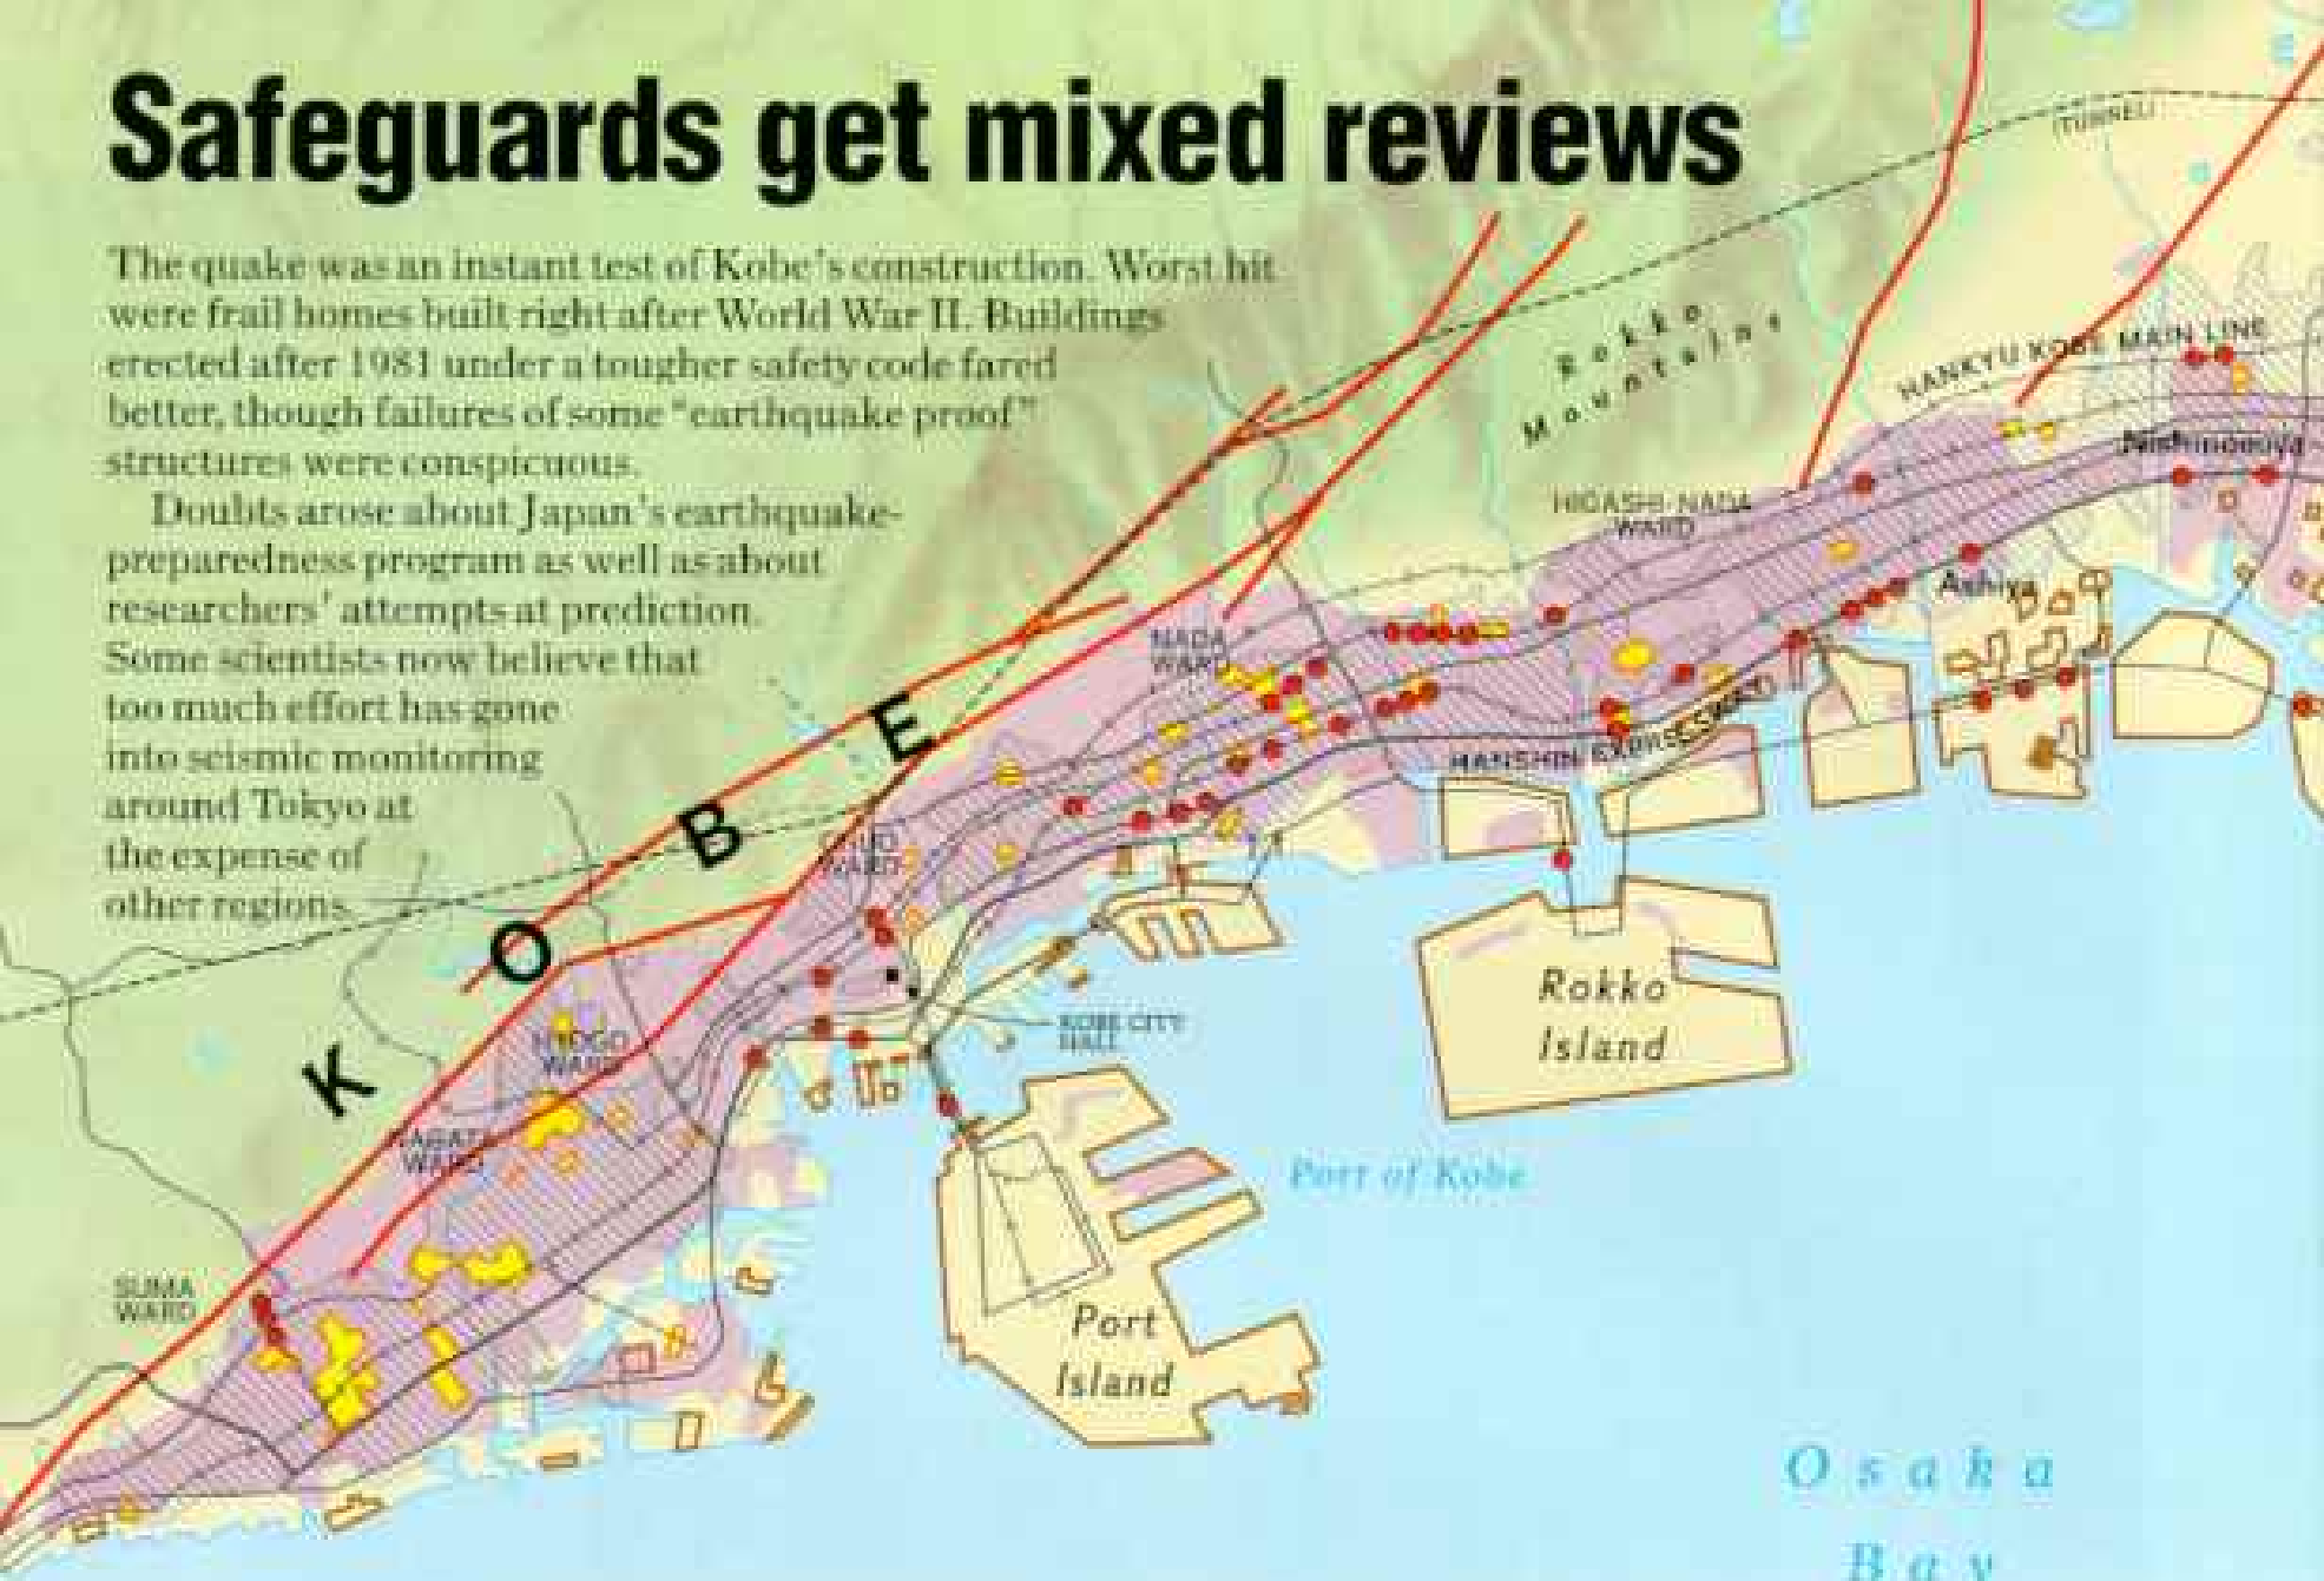 Safeguards get mixed reviews
The quake was an instant test of Kobe's construction. Worst hit
were frail homes built right after World War II. Buildings
erected after 1981 under a tougher safety code fared
better, though failures of some “earthquake proof”
structures were conspicuous.
Doubts arose about Japan's earthquake-
preparedness program as well as about
researchers' attempts at prediction.
Some scientists now believe that
too much effort has gone
into seismic monitoring
around Tokyo at
the expense of
other regions.
(TUNNEL)
Rokko
Mountains
HANKYU KOBE MAIN LINE
Nishinomiya
HIGASHI-NADA
WARD
Ashiya
NADA
WARD
HANSHIN EXPRESSWAY
KOBE
WARD
Rokko
Island
KOBE CITY
HALL
HYOGO
WARD
NAGATA
WARD
Port of Kobe
SUMA
WARD
Port
Island
Osaka
Bay